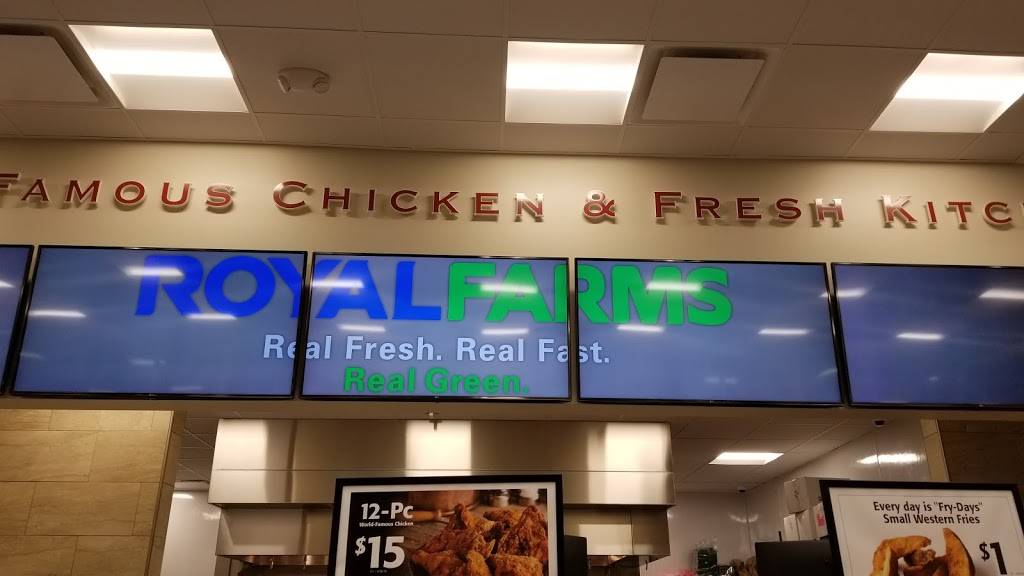 FAMOUS CHICKEN & FRESH KITC
ROYAL FARMS
Real Fresh. Real Fast.
Real Green.
12-Pc
World-Famous Chicken
$15
Every day is "Fry-Days"
Small Western Fries
$1